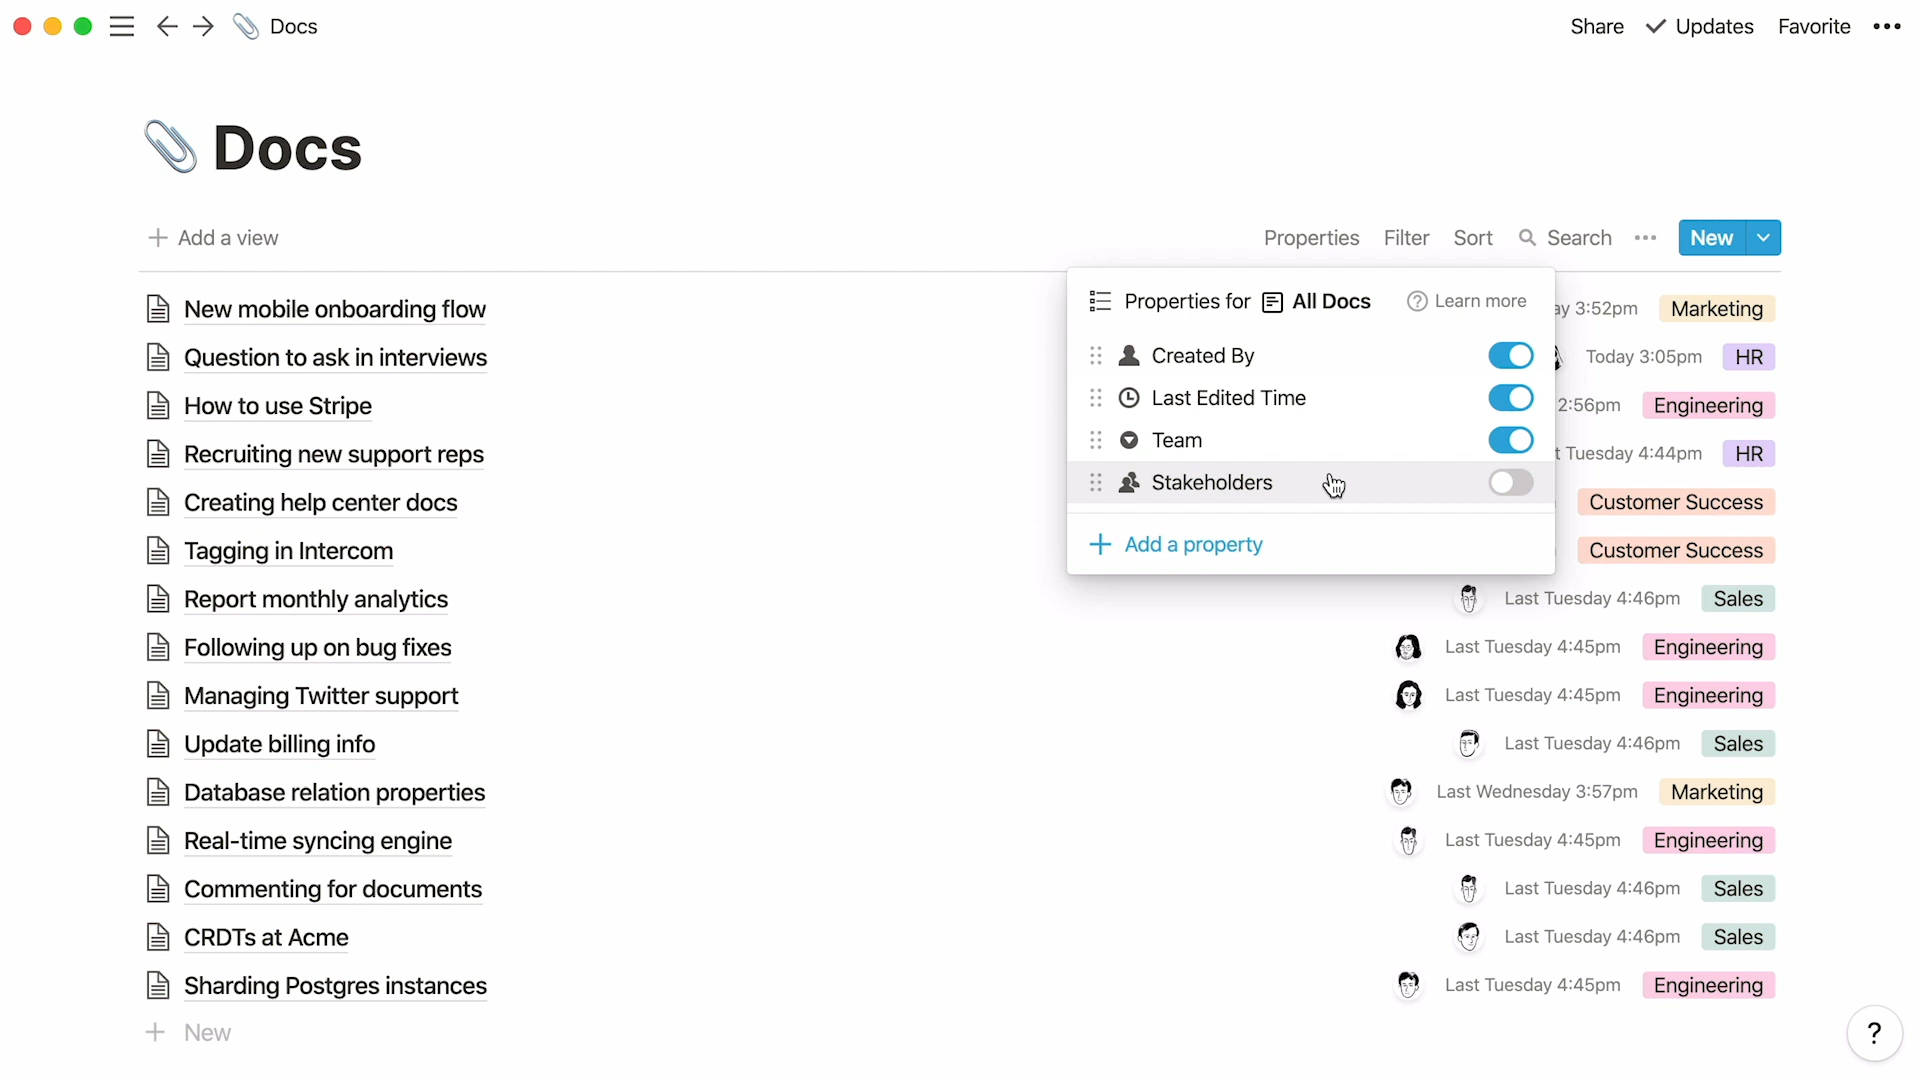 Docs
Share Updates Favorite
Docs
Add a view
Properties Filter Sort Search New
Properties for All Docs Learn more
Created By
Last Edited Time
Team
Stakeholders
Add a property
New mobile onboarding flow 3:52pm Marketing
Question to ask in interviews Today 3:05pm HR
How to use Stripe 2:56pm Engineering
Recruiting new support reps Tuesday 4:44pm HR
Creating help center docs Customer Success
Tagging in Intercom Customer Success
Report monthly analytics Last Tuesday 4:46pm Sales
Following up on bug fixes Last Tuesday 4:45pm Engineering
Managing Twitter support Last Tuesday 4:45pm Engineering
Update billing info Last Tuesday 4:46pm Sales
Database relation properties Last Wednesday 3:57pm Marketing
Real-time syncing engine Last Tuesday 4:45pm Engineering
Commenting for documents Last Tuesday 4:46pm Sales
CRDTs at Acme Last Tuesday 4:46pm Sales
Sharding Postgres instances Last Tuesday 4:45pm Engineering
New
?